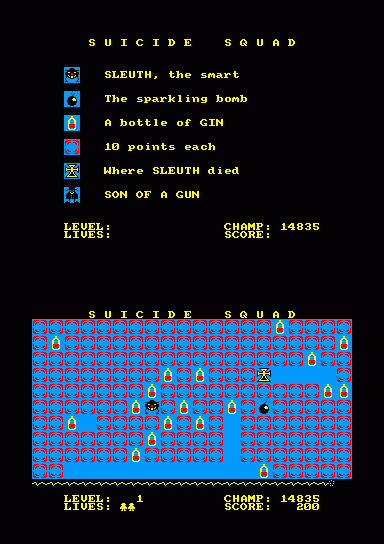 SUICIDE SQUAD
SLEUTH, the smart
The sparkling bomb
A bottle of GIN
10 points each
Where SLEUTH died
SON OF A GUN
LEVEL: CHAMP: 14835
LIVES: SCORE:
SUICIDE SQUAD
LEVEL: 1 CHAMP: 14835
LIVES: SCORE: 200